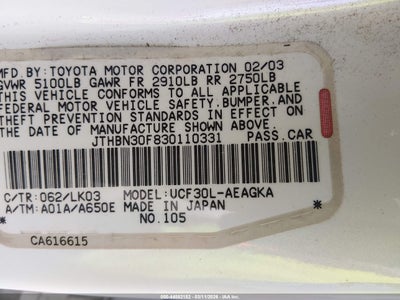 MFD.BY:TOYOTA MOTOR CORPORATION 02/03
GVWR 5100LB GAWR FR 2910LB RR 2750LB
THIS VEHICLE CONFORMS TO ALL APPLICABLE
FEDERAL MOTOR VEHICLE SAFETY,BUMPER,AND
THEFT PREVENTION STANDARDS IN EFFECT ON
THE DATE OF MANUFACTURE SHOWN ABOVE.
JTHBN30F830110331 PASS.CAR
C/TR:062/LK03 MODEL:UCF30L-AEAGKA
A/TM:A01A/A650E MADE IN JAPAN
NO.105
CA616615